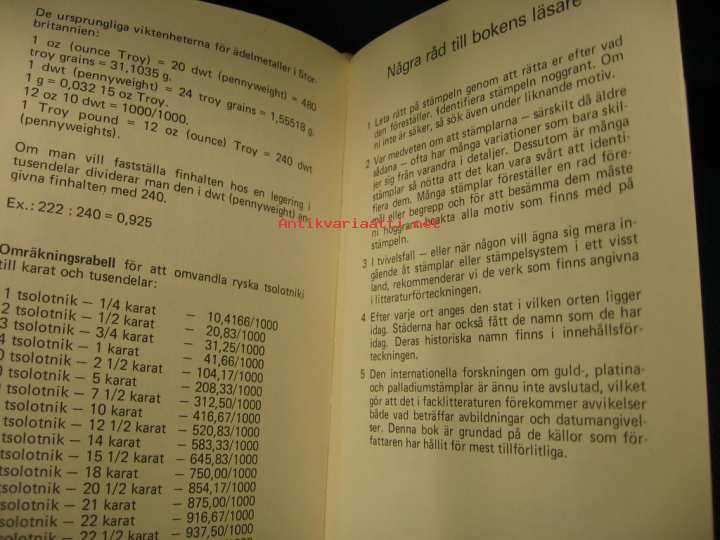 De ursprungliga viktenheterna för ädelmetaller i Stor-
britannien:
1 oz (ounce Troy) = 20 dwt (pennyweight) = 480
troy grains = 31,1035 g.
1 dwt (pennyweight) = 24 troy grains = 1,55518 g.
1 g = 0,032 15 oz Troy.
12 oz 10 dwt = 1000/1000.
1 Troy pound = 12 oz (ounce) Troy = 240 dwt
(pennyweights).
Om man vill fastställa finhalten hos en legering i
tusendelar dividerar man den i dwt (pennyweight) an-
givna finhalten med 240.
Ex.: 222 : 240 = 0,925
Omräkningsrabell för att omvandla ryska tsolotniki
till karat och tusendelar:
1 tsolotnik – 1/4 karat – 10,4166/1000
2 tsolotnik – 1/2 karat – 20,83/1000
3 tsolotnik – 3/4 karat – 31,25/1000
4 tsolotnik – 1 karat – 41,66/1000
0 tsolotnik – 2 1/2 karat – 104,17/1000
tsolotnik – 5 karat – 208,33/1000
tsolotnik – 7 1/2 karat – 312,50/1000
tsolotnik – 10 karat – 416,67/1000
tsolotnik – 12 1/2 karat – 520,83/1000
tsolotnik – 14 karat – 583,33/1000
tsolotnik – 15 1/2 karat – 645,83/1000
tsolotnik – 18 karat – 750,00/1000
tsolotnik – 20 1/2 karat – 854,17/1000
tsolotnik – 21 karat – 875,00/1000
tsolotnik – 22 karat – 916,67/1000
tsolotnik – 22 1/2 karat – 937,50/1000
Några råd till bokens läsare
1 Leta rätt på stämpeln genom att rätta er efter vad
den föreställer. Identifiera stämpeln noggrant. Om
ni inte är säker, så sök även under liknande motiv.
2 Var medveten om att stämplarna – särskilt då äldre
sådana – ofta har många variationer som bara skil-
jer sig från varandra i detaljer. Dessutom är många
stämplar så nötta att det kan vara svårt att identi-
fiera dem. Många stämplar föreställer en rad före-
mål eller begrepp och för att bestämma dem måste
ni noggrant beakta alla motiv som finns med på
stämpeln.
3 I tvivelsfall – eller när någon vill ägna sig mera in-
gående åt stämplar eller stämpelsystem i ett visst
land, rekommenderar vi de verk som finns angivna
i litteraturförteckningen.
4 Efter varje ort anges den stat i vilken orten ligger
idag. Städerna har också fått de namn som de har
idag. Deras historiska namn finns i innehållsför-
teckningen.
5 Den internationella forskningen om guld-, platina-
och palladiumstämplar är ännu inte avslutad, vilket
gör att det i facklitteraturen förekommer avvikelser
både vad beträffar avbildningar och datumangivel-
ser. Denna bok är grundad på de källor som för-
fattaren har hållit för mest tillförlitliga.
Antikvariaatti.net